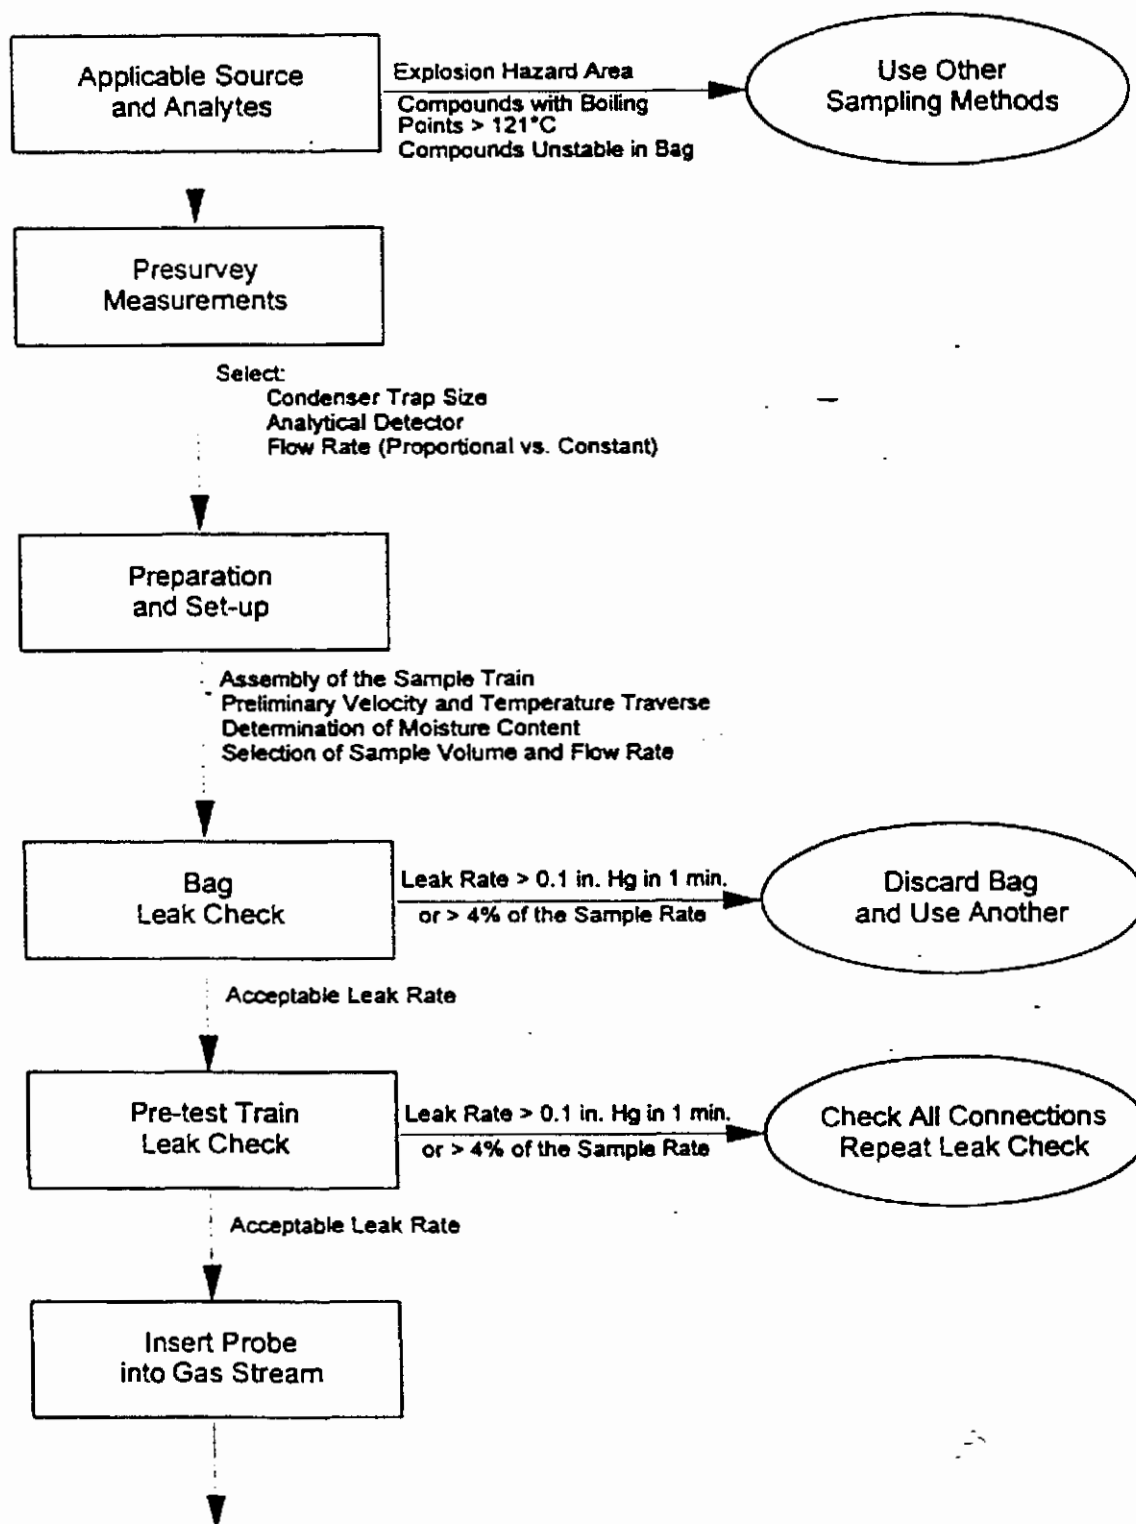 Applicable Source
and Analytes
Explosion Hazard Area
Compounds with Boiling
Points > 121°C
Compounds Unstable in Bag
Use Other
Sampling Methods
Presurvey
Measurements
Select:
Condenser Trap Size
Analytical Detector
Flow Rate (Proportional vs. Constant)
Preparation
and Set-up
Assembly of the Sample Train
Preliminary Velocity and Temperature Traverse
Determination of Moisture Content
Selection of Sample Volume and Flow Rate
Bag
Leak Check
Leak Rate > 0.1 in. Hg in 1 min.
or > 4% of the Sample Rate
Discard Bag
and Use Another
Acceptable Leak Rate
Pre-test Train
Leak Check
Leak Rate > 0.1 in. Hg in 1 min.
or > 4% of the Sample Rate
Check All Connections
Repeat Leak Check
Acceptable Leak Rate
Insert Probe
into Gas Stream